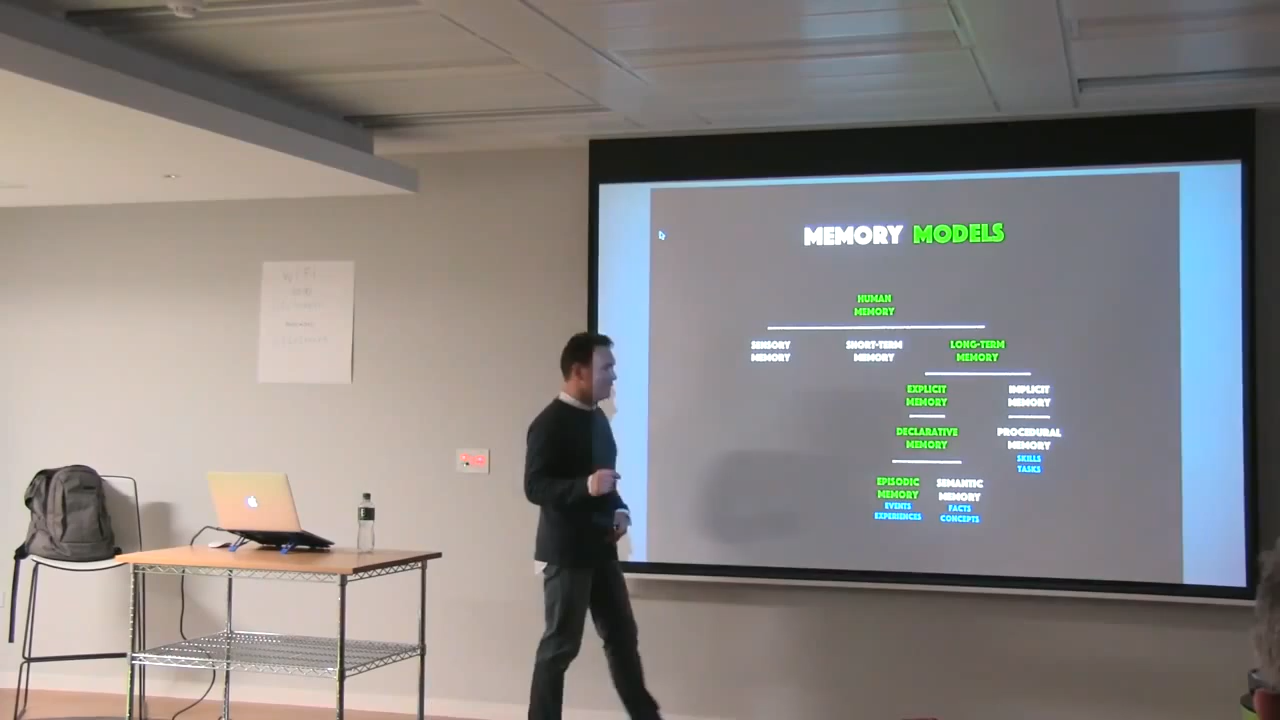 WiFi
MEMORY MODELS
HUMAN
MEMORY
SENSORY
MEMORY
SHORT-TERM
MEMORY
LONG-TERM
MEMORY
EXPLICIT
MEMORY
IMPLICIT
MEMORY
DECLARATIVE
MEMORY
PROCEDURAL
MEMORY
SKILLS
TASKS
EPISODIC
MEMORY
EVENTS
EXPERIENCES
SEMANTIC
MEMORY
FACTS
CONCEPTS